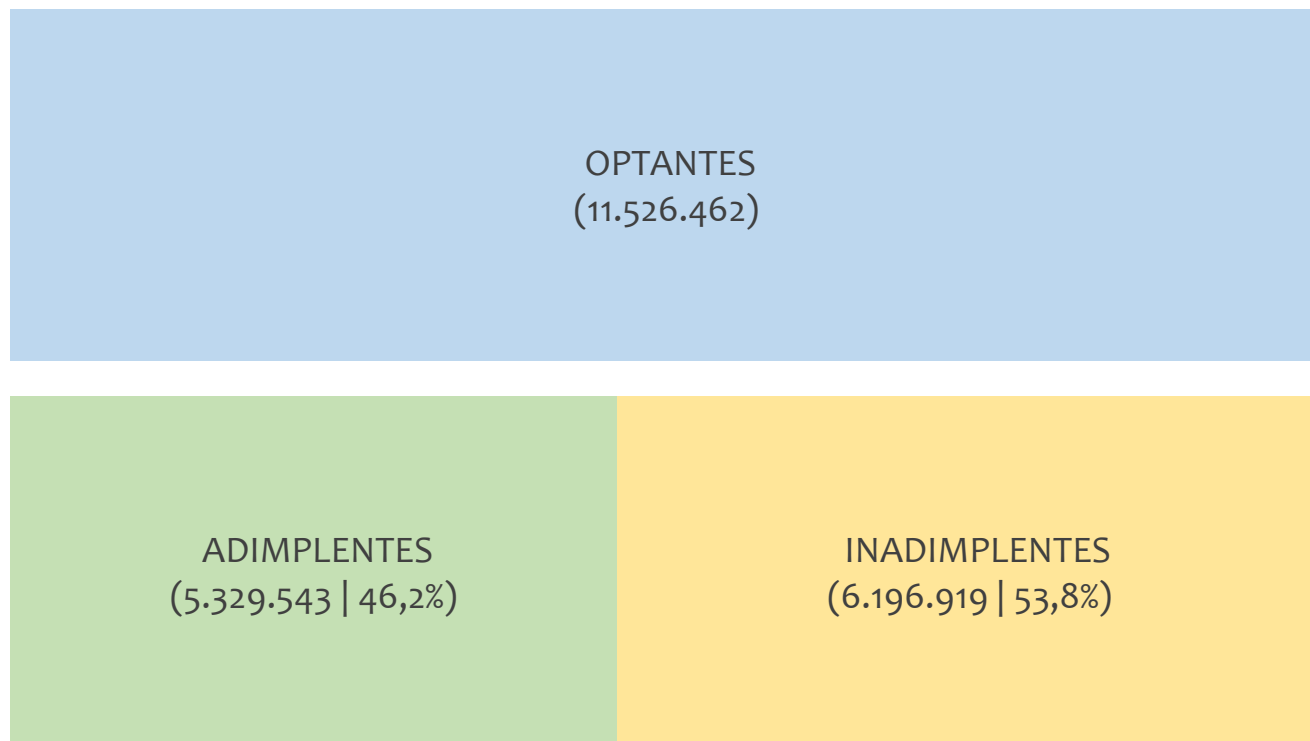 OPTANTES
(11.526.462)
ADIMPLENTES
(5.329.543 | 46,2%)
INADIMPLENTES
(6.196.919 | 53,8%)